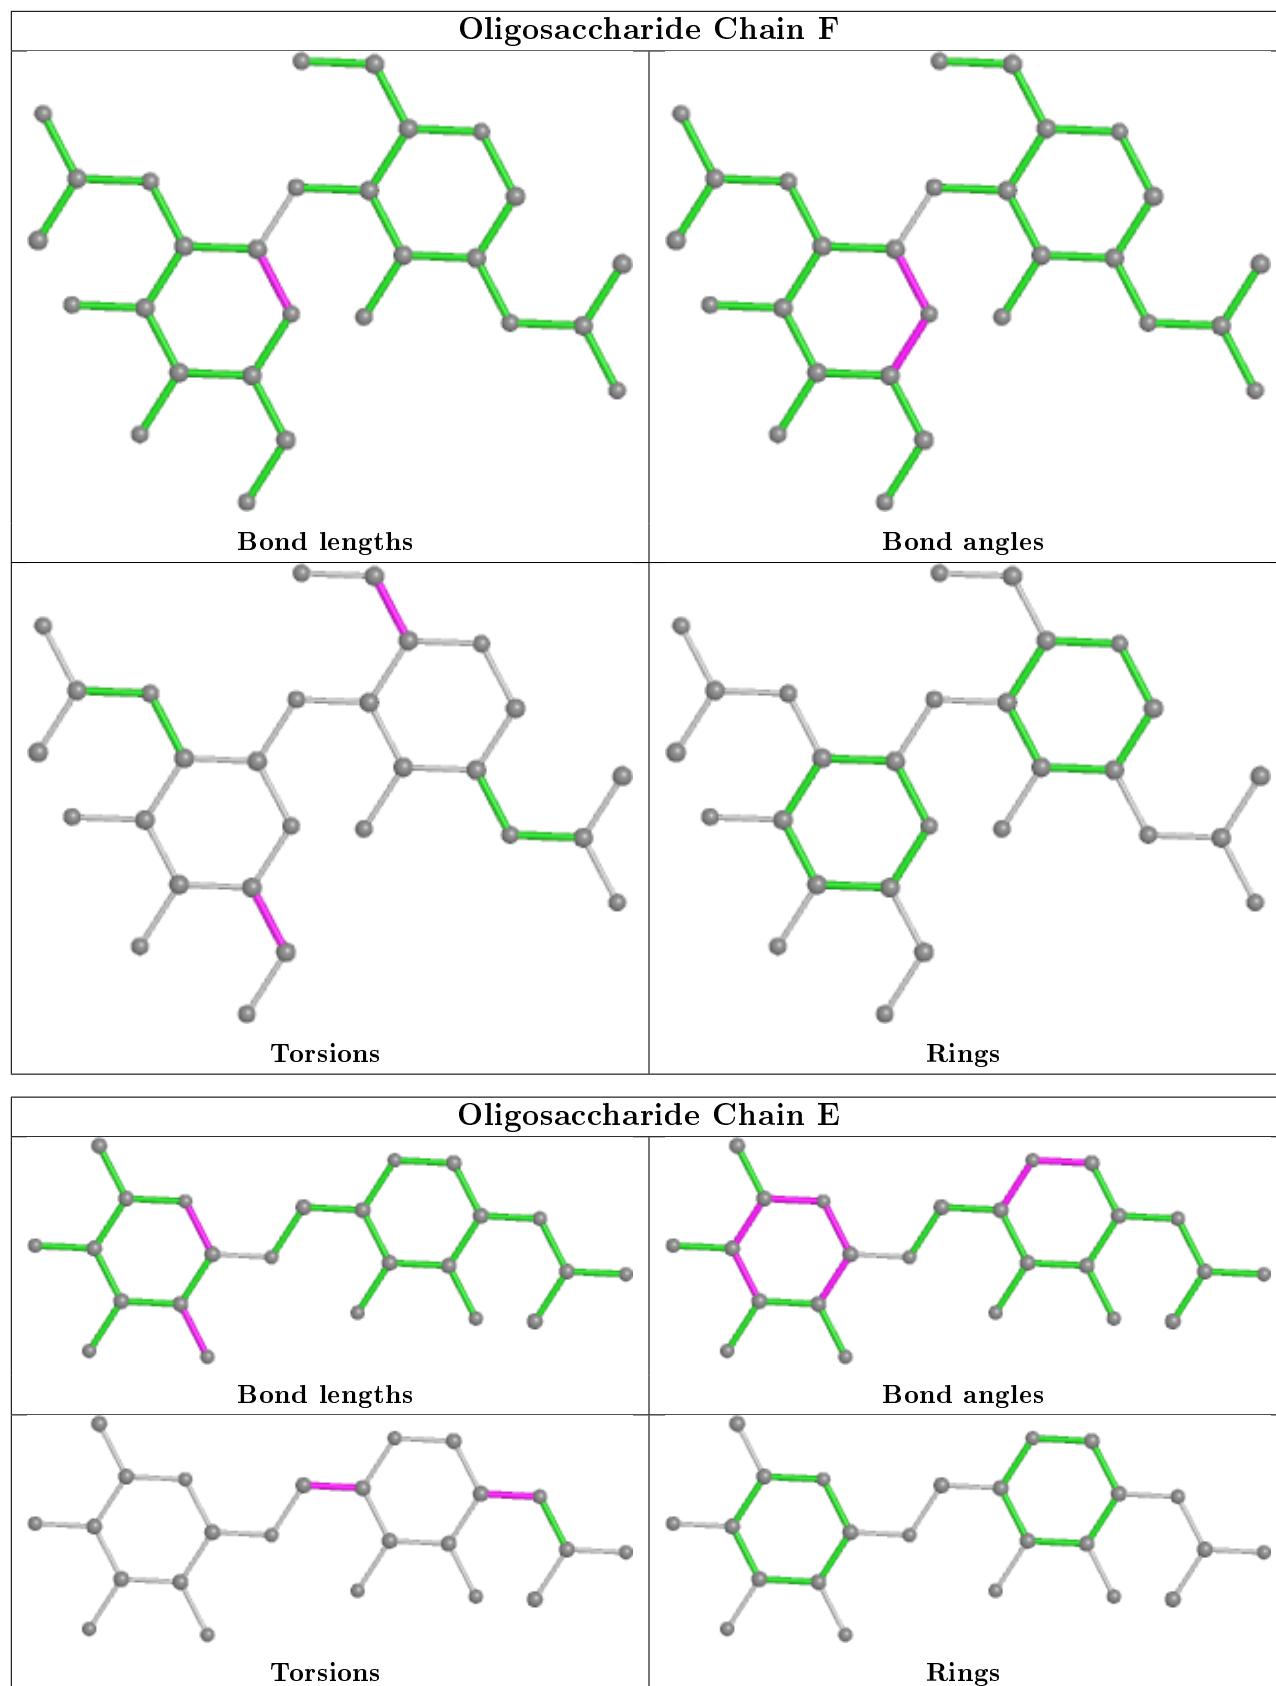 Oligosaccharide Chain F
Bond lengths
Bond angles
Torsions
Rings
Oligosaccharide Chain E
Bond lengths
Bond angles
Torsions
Rings